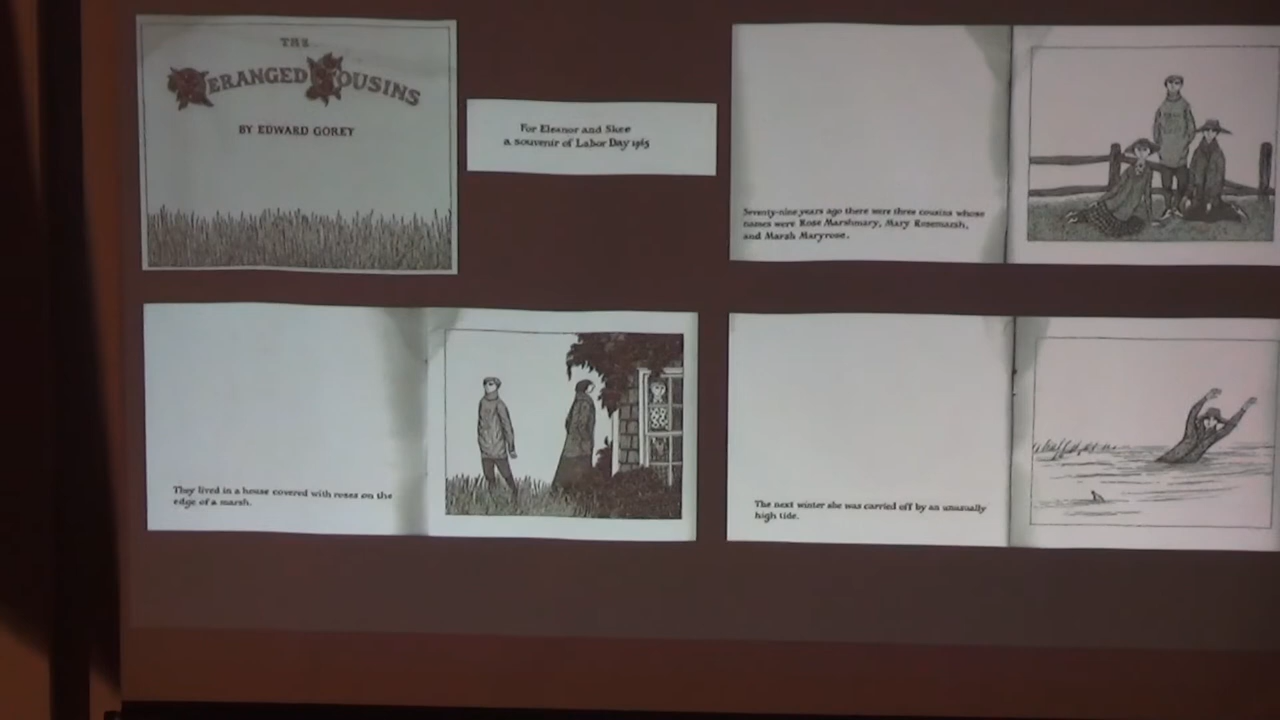 THE
DERANGED COUSINS
BY EDWARD GOREY
For Eleanor and Skee
a souvenir of Labor Day 1965
Seventy-nine years ago there were three cousins whose
names were Rose Marshmary, Mary Rosemarsh,
and Marsh Maryrose.
They lived in a house covered with roses on the
edge of a marsh.
The next winter she was carried off by an unusually
high tide.